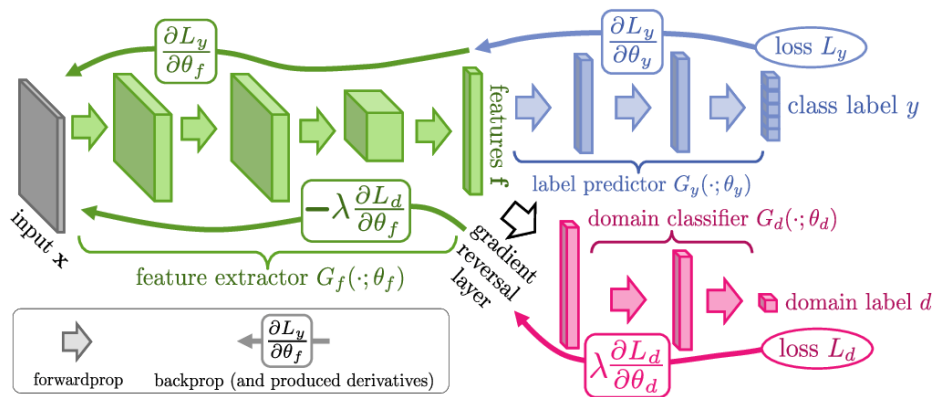 ∂L_y/∂θ_f
∂L_y/∂θ_y
loss L_y
features f
class label y
label predictor G_y(·; θ_y)
input x
−λ ∂L_d/∂θ_f
gradient
reversal
layer
domain classifier G_d(·; θ_d)
feature extractor G_f(·; θ_f)
domain label d
λ ∂L_d/∂θ_d
loss L_d
∂L_y/∂θ_f
forwardprop
backprop (and produced derivatives)